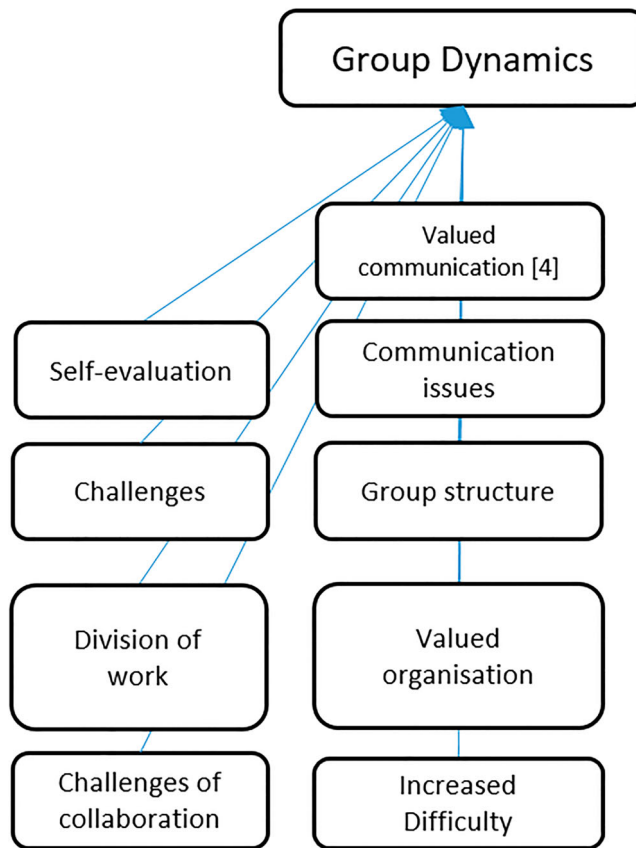 Group Dynamics
Valued
communication [4]
Self-evaluation
Communication
issues
Challenges
Group structure
Division of
work
Valued
organisation
Challenges of
collaboration
Increased
Difficulty